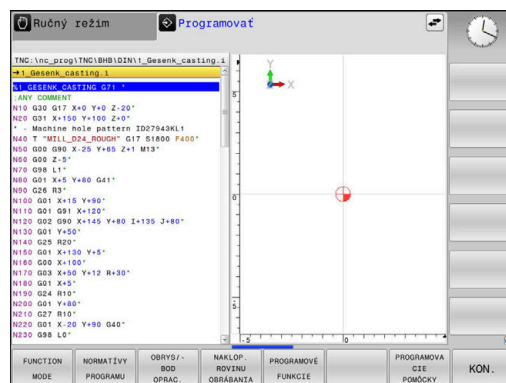 Ručný režim
Programovať
TNC:\nc_prog\TNC\BHB\DIN\1_Gesenk_casting.i
→1_Gesenk_casting.i
%1_GESENK_CASTING G71 *
;ANY COMMENT
N10 G30 G17 X+0 Y+0 Z-20*
N20 G31 X+150 Y+100 Z+0*
* - Machine hole pattern ID27943KL1
N40 T "MILL_D24_ROUGH" G17 S1800 F400*
N50 G00 G90 X-25 Y+65 Z+1 M13*
N60 G00 Z-5*
N70 G98 L1*
N80 G01 X+5 Y+80 G41*
N90 G26 R3*
N100 G01 X+15 Y+90*
N110 G01 G91 X+120*
N120 G02 G90 X+145 Y+80 I+135 J+80*
N130 G01 Y+50*
N140 G25 R20*
N150 G01 X+130 Y+5*
N160 G00 X+100*
N170 G03 X+50 Y+12 R+30*
N180 G01 X+5*
N190 G24 R10*
N200 G01 Y+80*
N210 G27 R10*
N220 G01 X-20 Y+90 G40*
N230 G98 L0*
Y
X
5
0
5
-5
0
FUNCTION MODE
NORMATÍVY PROGRAMU
OBRYS/- BOD OPRAC.
NAKLOP. ROVINU OBRÁBANIA
PROGRAMOVÉ FUNKCIE
PROGRAMOVA CIE POMÔCKY
KON.